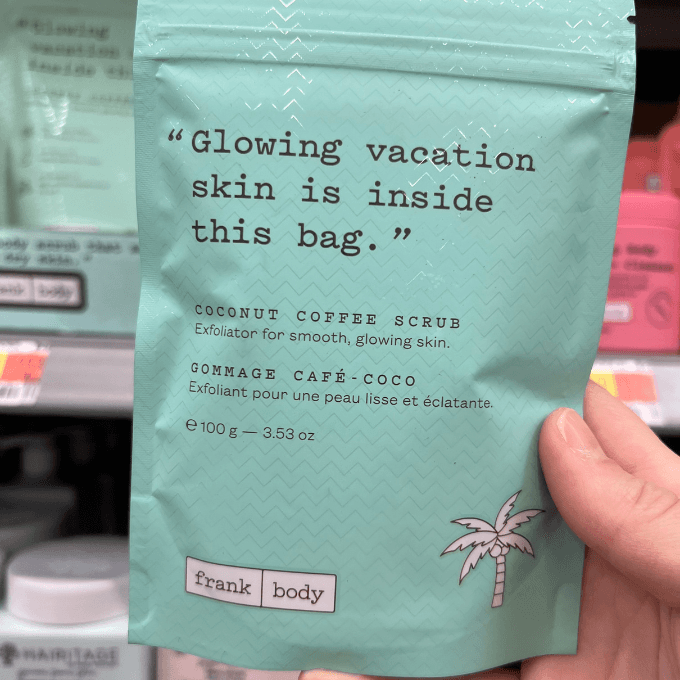 “Glowing vacation
skin is inside
this bag.”
COCONUT COFFEE SCRUB
Exfoliator for smooth, glowing skin.
GOMMAGE CAFÉ-COCO
Exfoliant pour une peau lisse et éclatante.
℮ 100 g — 3.53 oz
frank body
HAIRITAGE